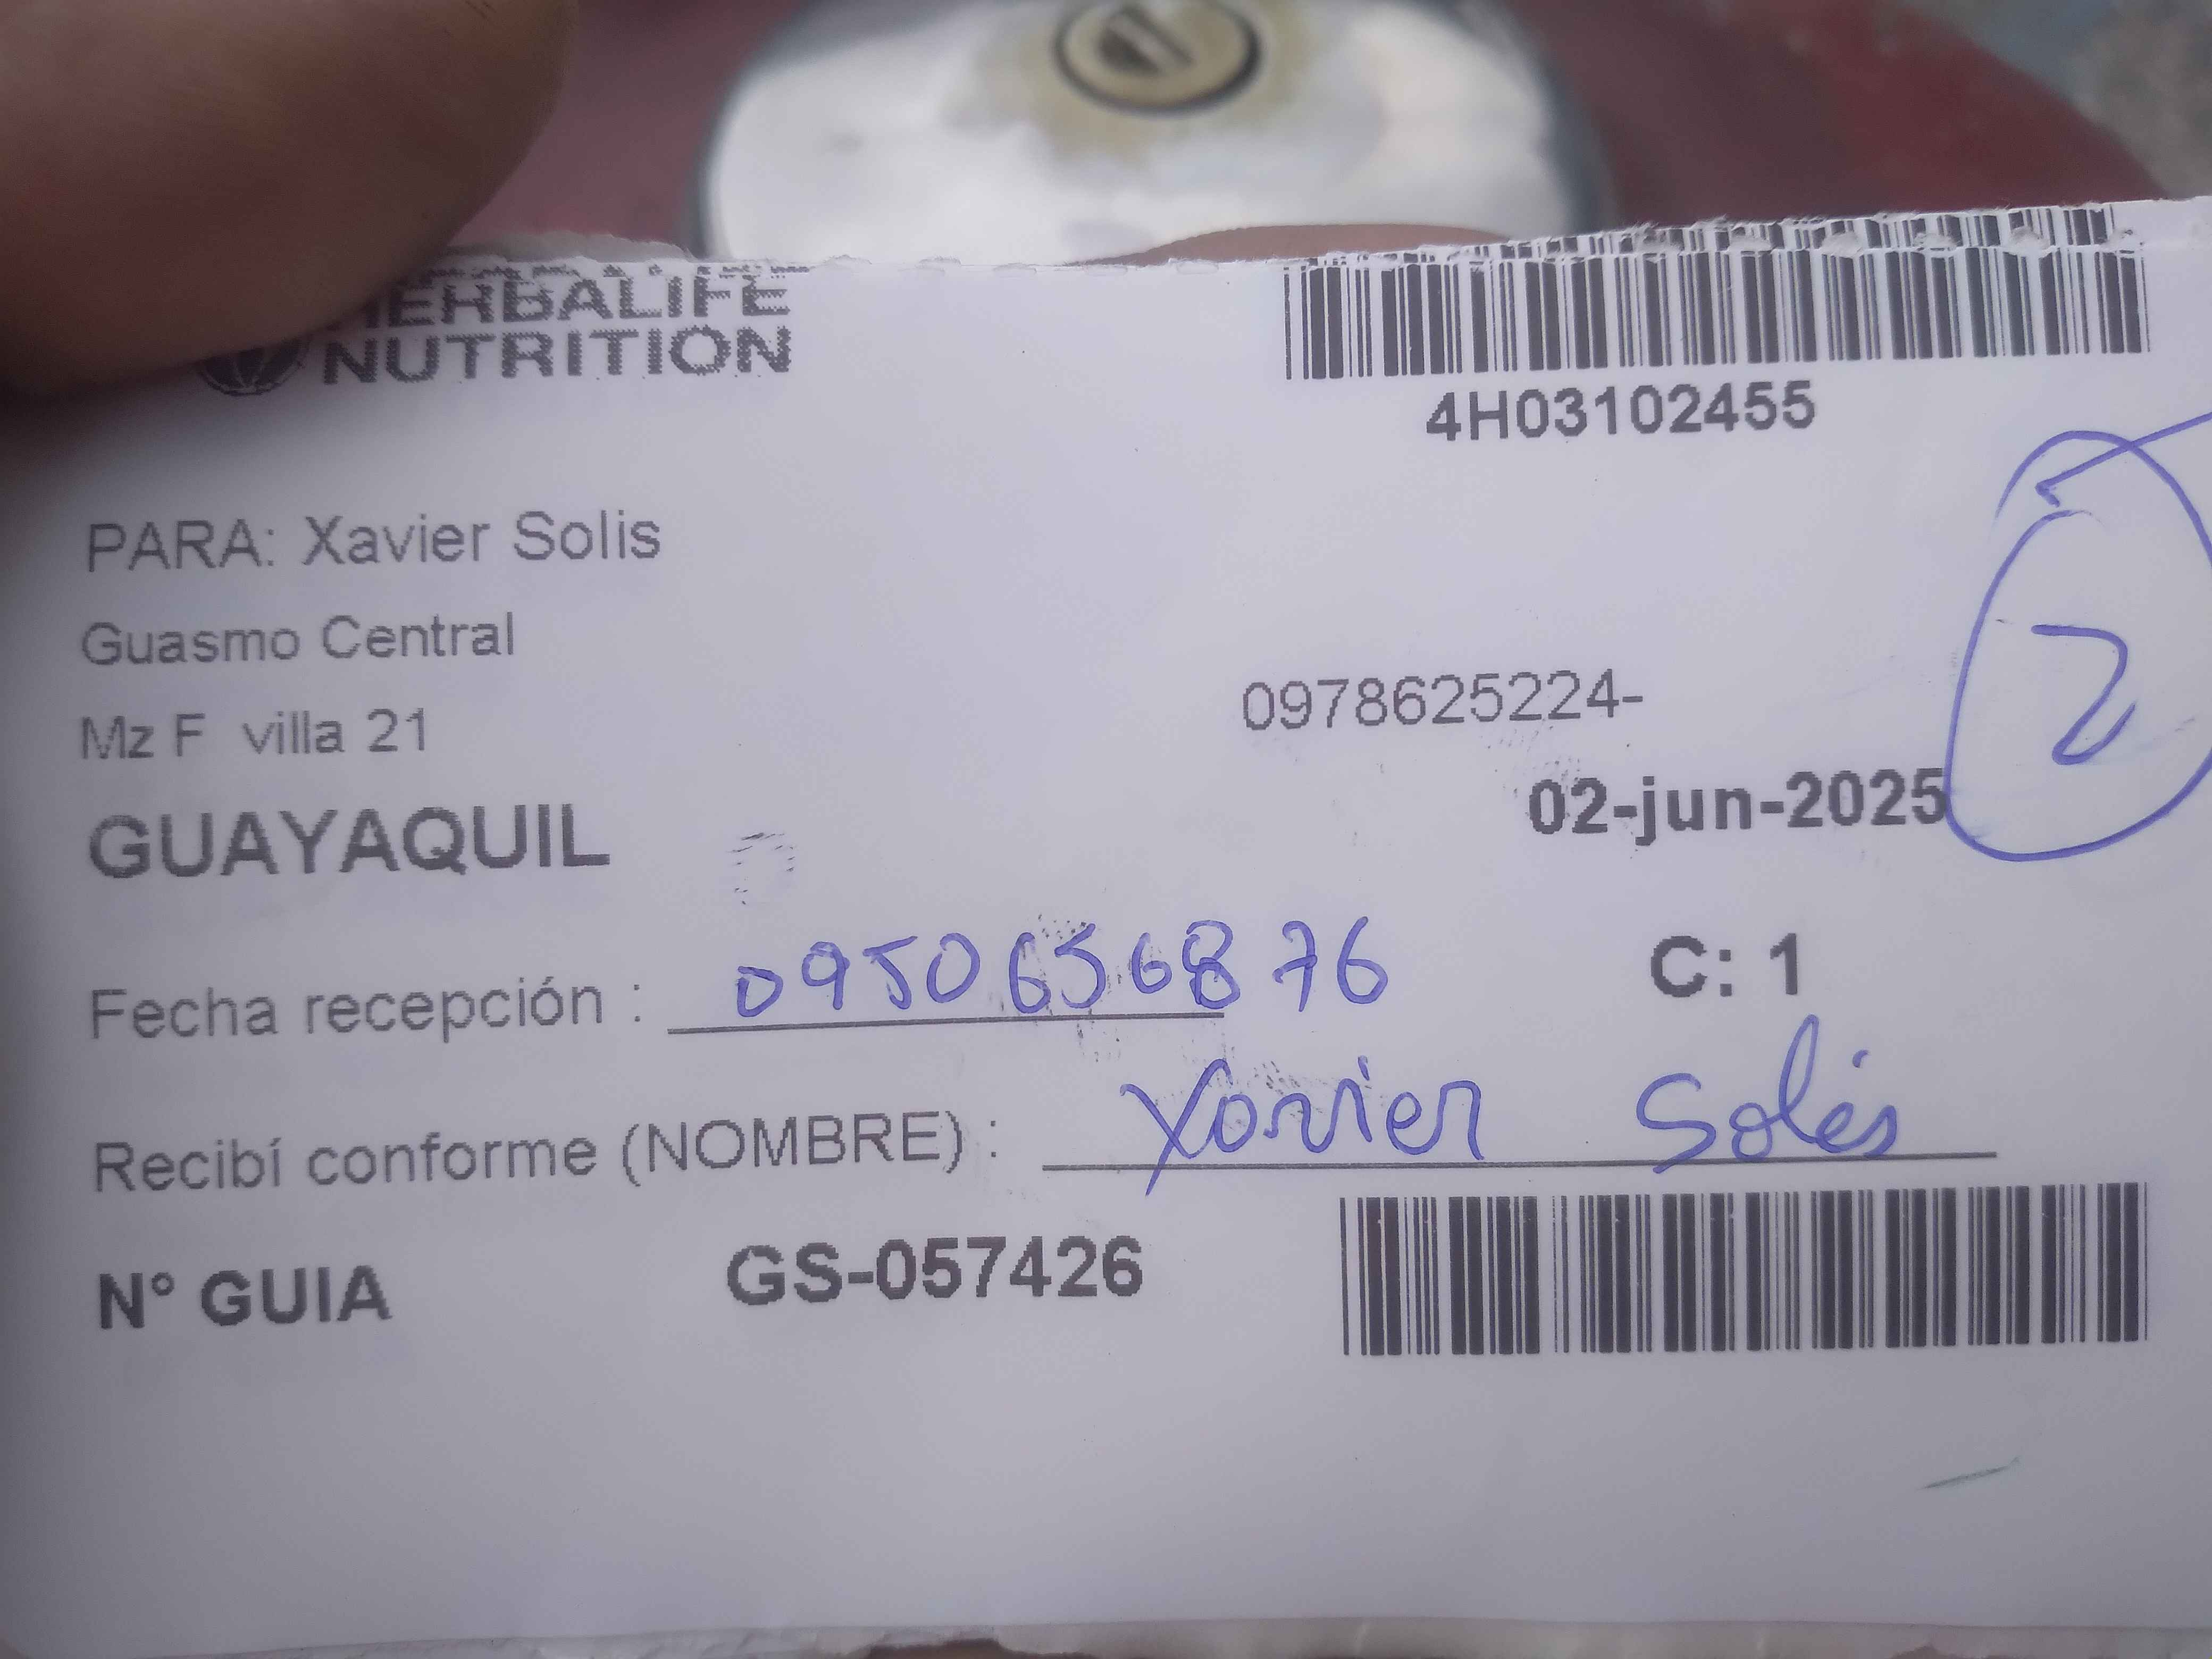 HERBALIFE
NUTRITION
4H03102455
PARA: Xavier Solis
Guasmo Central
Mz F villa 21
0978625224-
2
GUAYAQUIL
02-jun-2025
Fecha recepción : 0950656876
C: 1
Recibí conforme (NOMBRE) : Xavier Solis
N° GUIA GS-057426